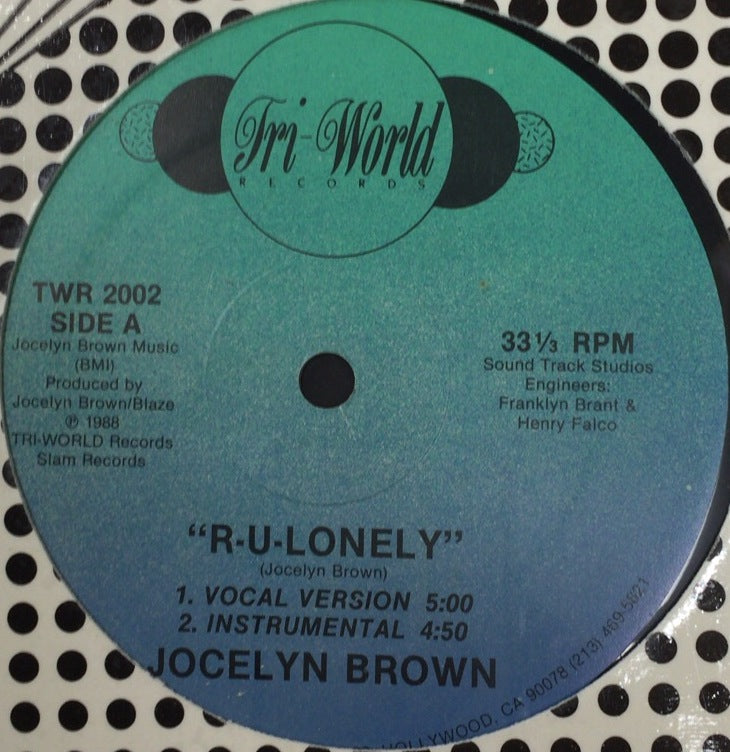 Tri-World
RECORDS
TWR 2002
SIDE A
Jocelyn Brown Music
(BMI)
Produced by
Jocelyn Brown/Blaze
℗ 1988
TRI-WORLD Records
Slam Records
33⅓ RPM
Sound Track Studios
Engineers:
Franklyn Brant &
Henry Falco
“R-U-LONELY”
(Jocelyn Brown)
1. VOCAL VERSION 5:00
2. INSTRUMENTAL 4:50
JOCELYN BROWN
HOLLYWOOD, CA 90078 (213) 469-5821